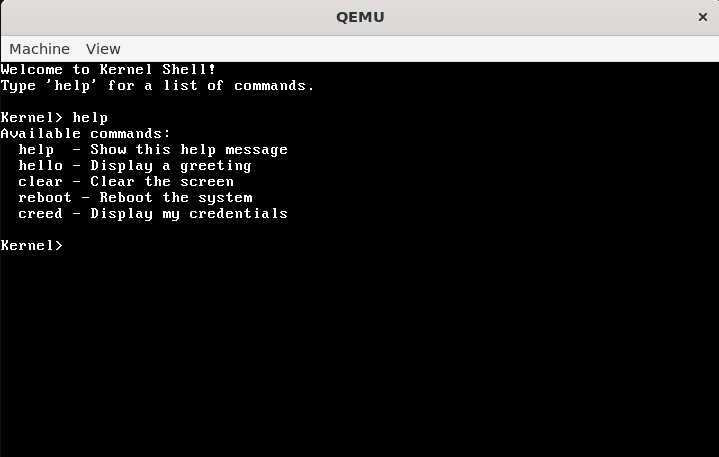 QEMU
×
Machine View
Welcome to Kernel Shell!
Type 'help' for a list of commands.
Kernel> help
Available commands:
  help  - Show this help message
  hello - Display a greeting
  clear - Clear the screen
  reboot - Reboot the system
  creed - Display my credentials
Kernel>